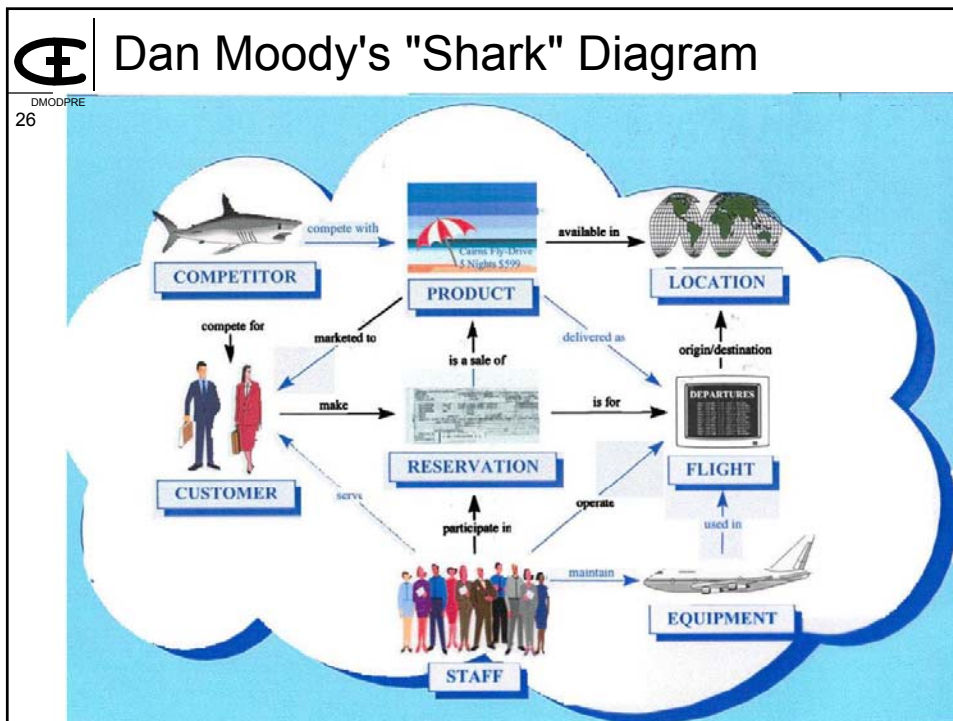 Dan Moody's "Shark" Diagram
DMODPRE
26
compete with
Cairns Fly-Drive
5 Nights $599
available in
COMPETITOR
PRODUCT
LOCATION
compete for
marketed to
is a sale of
delivered as
origin/destination
make
is for
DEPARTURES
RESERVATION
FLIGHT
CUSTOMER
serve
participate in
operate
used in
maintain
EQUIPMENT
STAFF